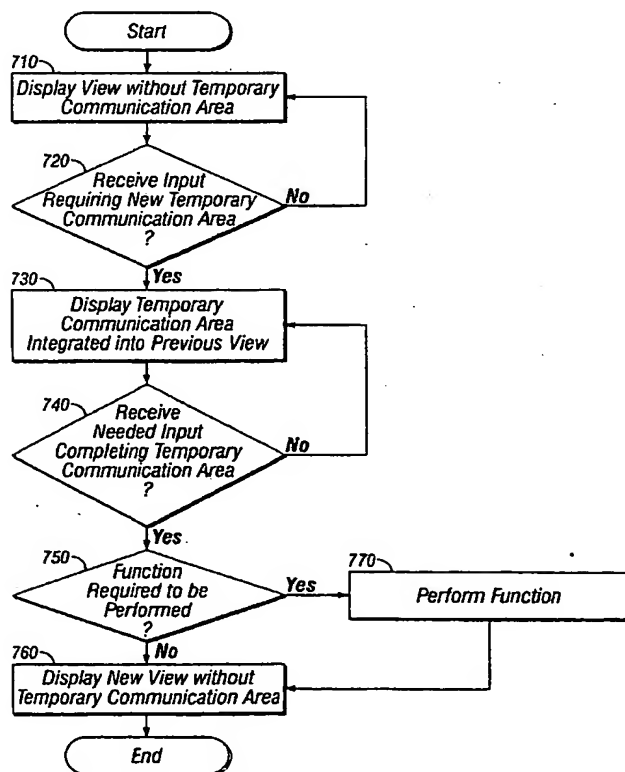 Start
710
Display View without Temporary
Communication Area
720
Receive Input
Requiring New Temporary
Communication Area
?
No
Yes
730
Display Temporary
Communication Area
Integrated into Previous View
740
Receive
Needed Input
Completing Temporary
Communication Area
?
No
Yes
750
Function
Required to be
Performed
?
Yes
770
Perform Function
No
760
Display New View without
Temporary Communication Area
End